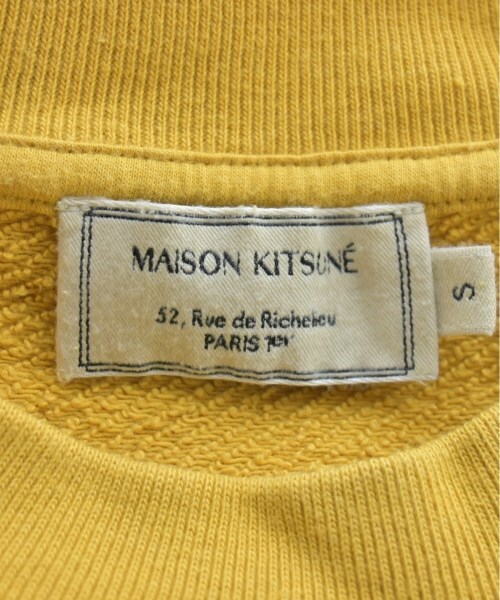 MAISON KITSUNÉ
52, Rue de Richelieu
PARIS 1er
S